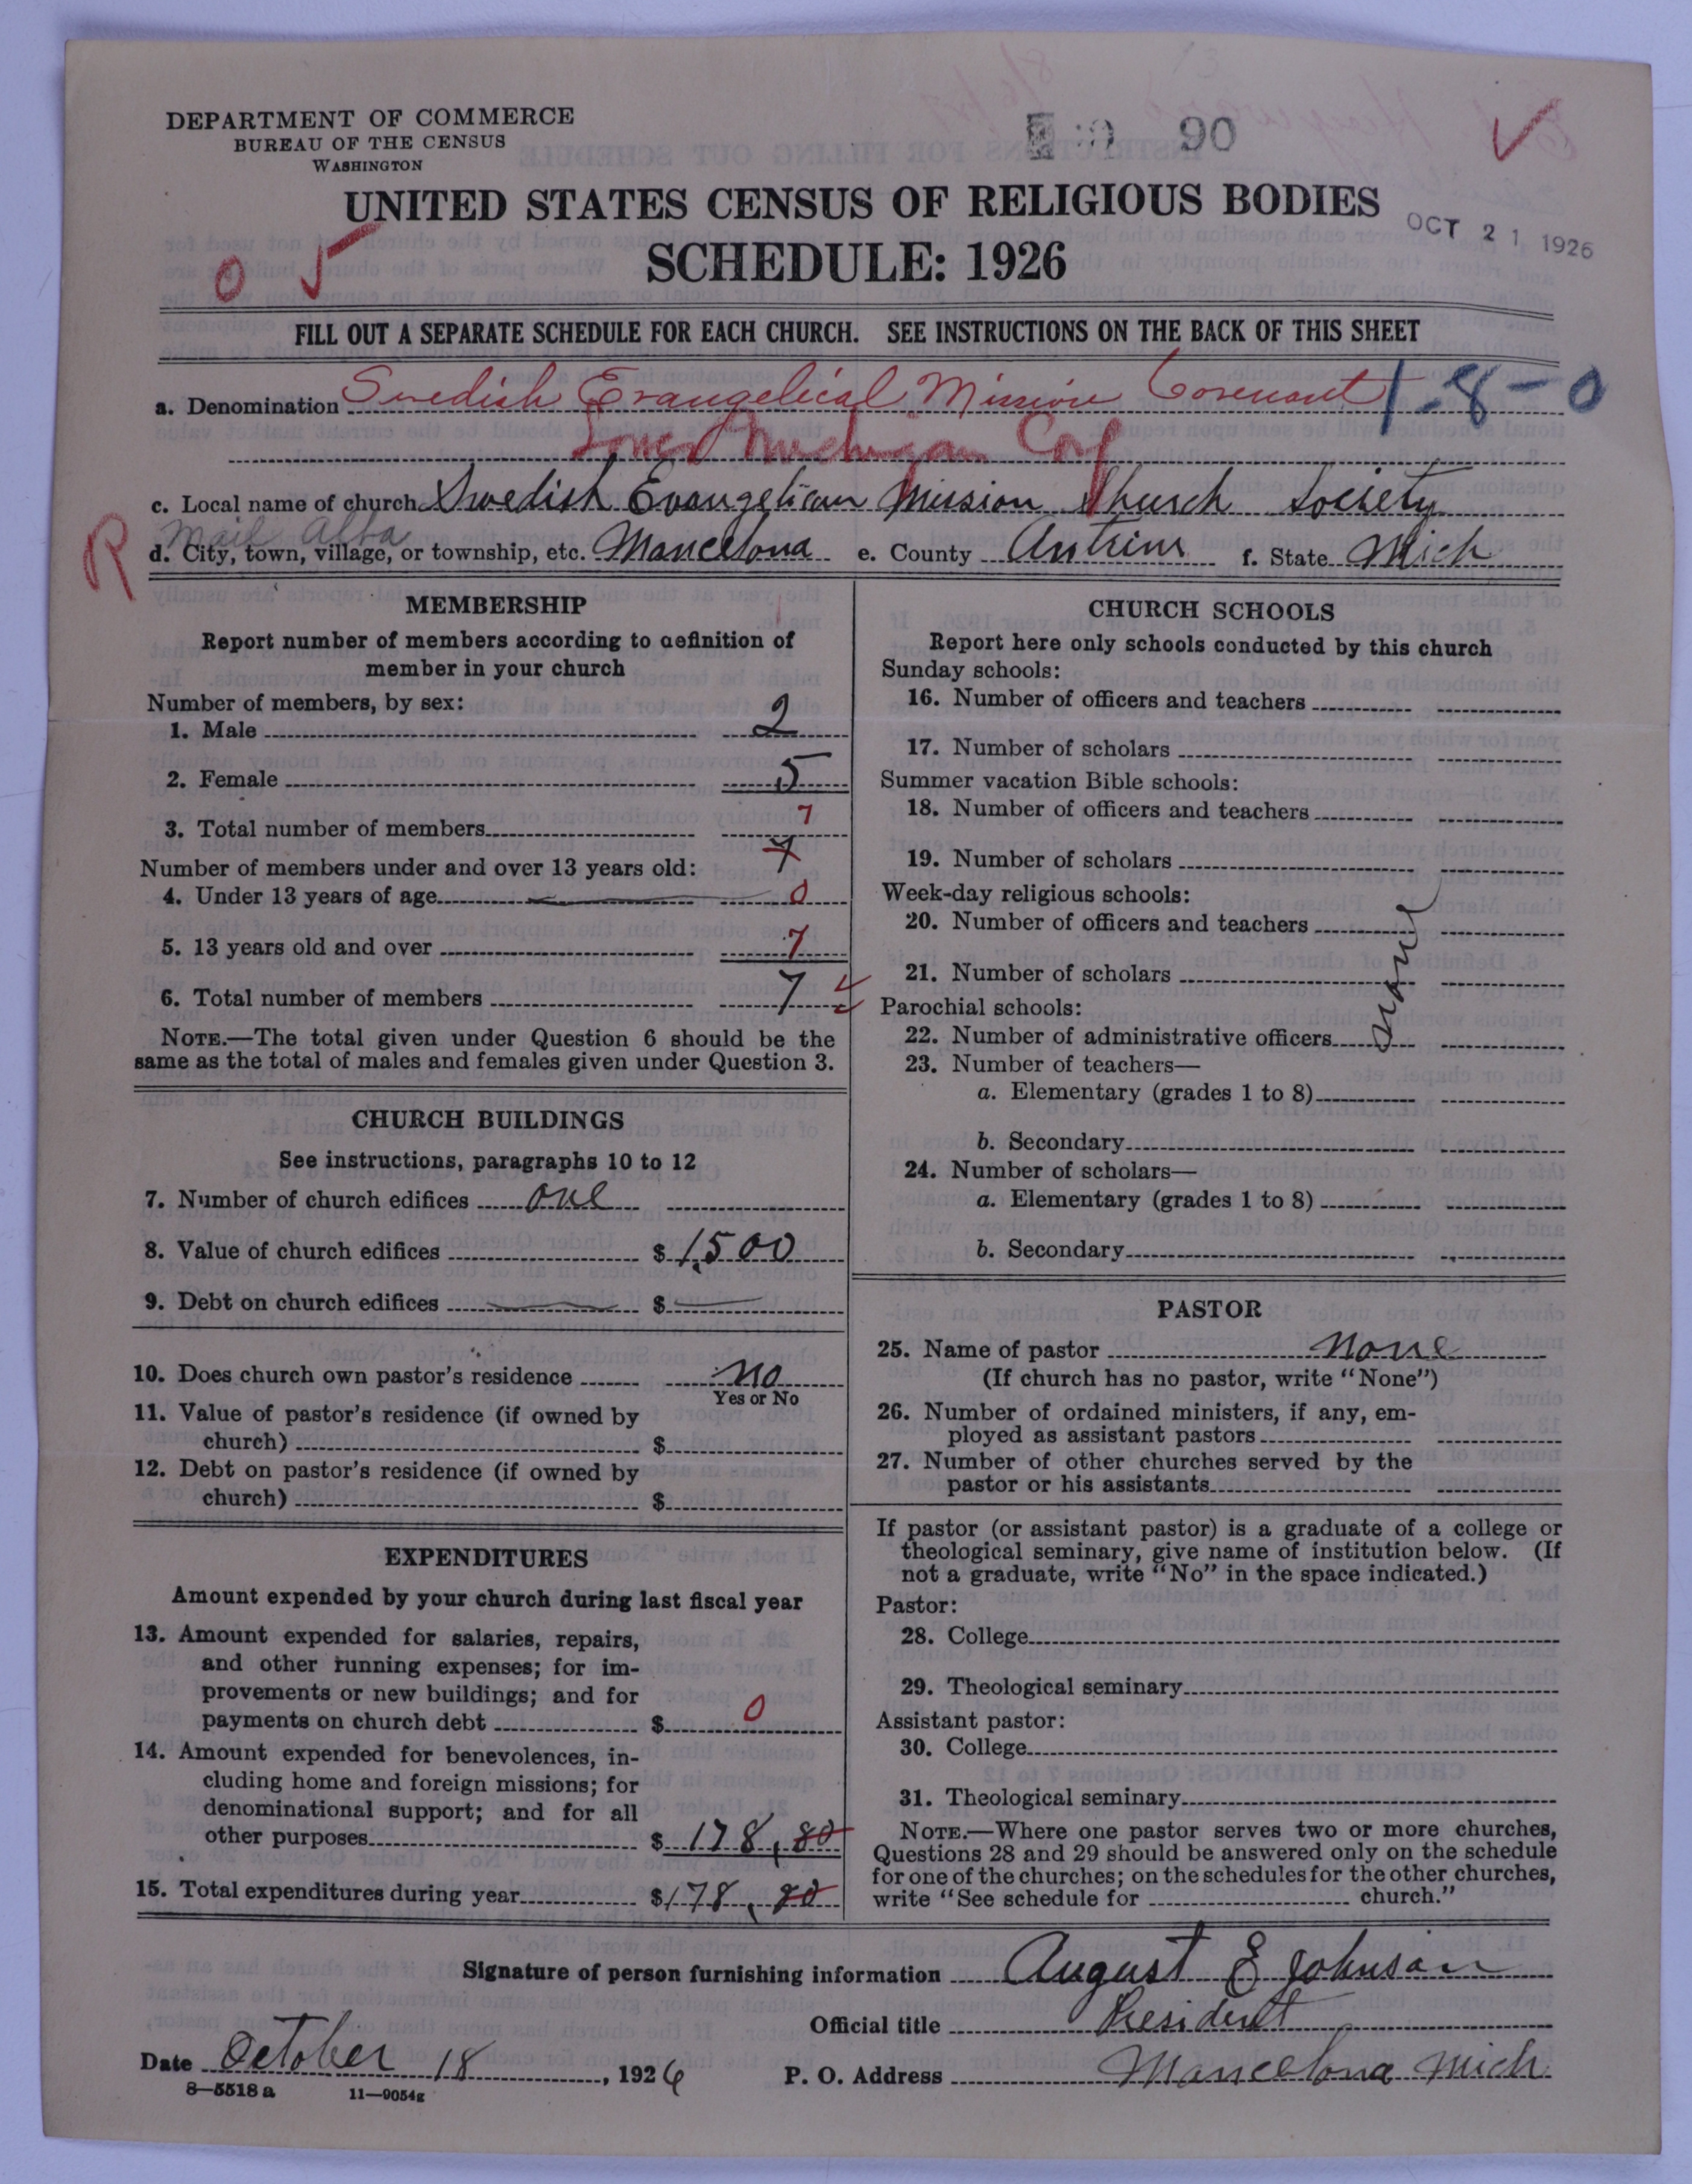 DEPARTMENT OF COMMERCE
BUREAU OF THE CENSUS
WASHINGTON
90
UNITED STATES CENSUS OF RELIGIOUS BODIES
SCHEDULE: 1926
OCT 21 1926
0 5
FILL OUT A SEPARATE SCHEDULE FOR EACH CHURCH. SEE INSTRUCTIONS ON THE BACK OF THIS SHEET
a. Denomination Swedish Evangelical Mission Covenant 1-8-0
Michigan
c. Local name of church Swedish Evangelican Mission Church Society
Mail Alba
R
d. City, town, village, or township, etc. Mancelona e. County Antrim f. State Mich
MEMBERSHIP
Report number of members according to definition of
member in your church
Number of members, by sex:
1. Male 2
2. Female 5
3. Total number of members 7
7
Number of members under and over 13 years old:
4. Under 13 years of age 0
5. 13 years old and over 7
6. Total number of members 7
NOTE.—The total given under Question 6 should be the
same as the total of males and females given under Question 3.
CHURCH BUILDINGS
See instructions, paragraphs 10 to 12
7. Number of church edifices one
8. Value of church edifices $ 1,500
9. Debt on church edifices $ —
10. Does church own pastor's residence no
Yes or No
11. Value of pastor's residence (if owned by
church) $
12. Debt on pastor's residence (if owned by
church) $
EXPENDITURES
Amount expended by your church during last fiscal year
13. Amount expended for salaries, repairs,
and other running expenses; for im-
provements or new buildings; and for
payments on church debt $ 0
14. Amount expended for benevolences, in-
cluding home and foreign missions; for
denominational support; and for all
other purposes $ 178,80
15. Total expenditures during year $ 178,80
CHURCH SCHOOLS
Report here only schools conducted by this church
Sunday schools:
16. Number of officers and teachers
17. Number of scholars
Summer vacation Bible schools:
18. Number of officers and teachers
19. Number of scholars
Week-day religious schools:
20. Number of officers and teachers
21. Number of scholars
none
Parochial schools:
22. Number of administrative officers
23. Number of teachers—
a. Elementary (grades 1 to 8)
b. Secondary
24. Number of scholars—
a. Elementary (grades 1 to 8)
b. Secondary
PASTOR
25. Name of pastor None
(If church has no pastor, write "None")
26. Number of ordained ministers, if any, em-
ployed as assistant pastors
27. Number of other churches served by the
pastor or his assistants
If pastor (or assistant pastor) is a graduate of a college or
theological seminary, give name of institution below. (If
not a graduate, write "No" in the space indicated.)
Pastor:
28. College
29. Theological seminary
Assistant pastor:
30. College
31. Theological seminary
NOTE.—Where one pastor serves two or more churches,
Questions 28 and 29 should be answered only on the schedule
for one of the churches; on the schedules for the other churches,
write "See schedule for church."
Signature of person furnishing information August E Johnson
Official title President
Date October 18, 1926 P. O. Address Mancelona Mich
8—5518 a 11—9054g